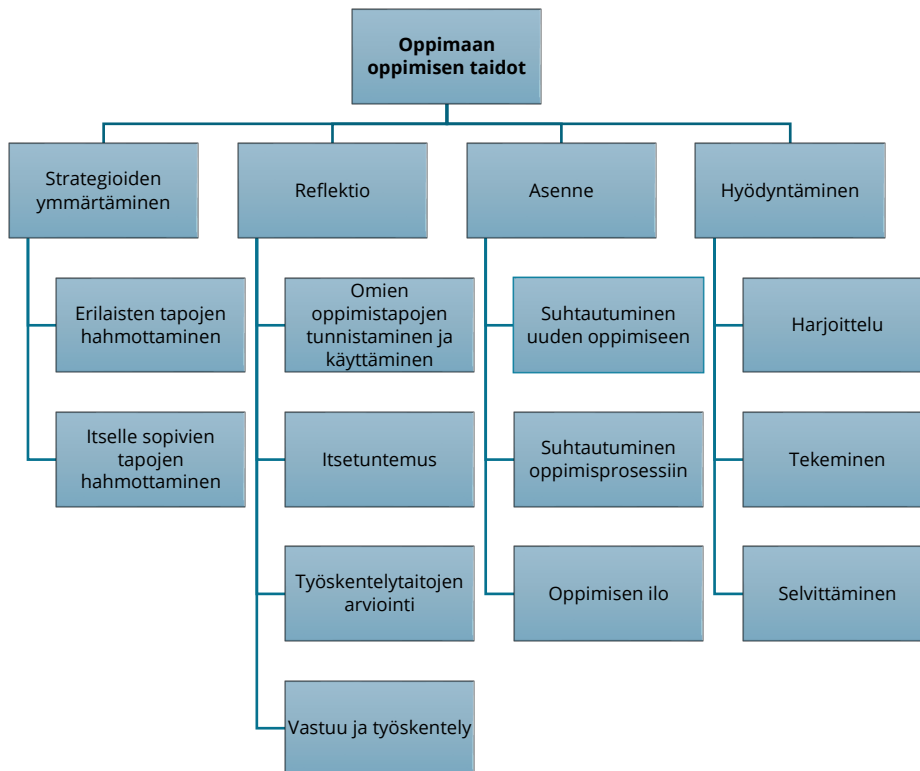 Oppimaan
oppimisen taidot
Strategioiden
ymmärtäminen
Reflektio
Asenne
Hyödyntäminen
Erilaisten tapojen
hahmottaminen
Omien
oppimistapojen
tunnistaminen ja
käyttäminen
Suhtautuminen
uuden oppimiseen
Harjoittelu
Itselle sopivien
tapojen
hahmottaminen
Itsetuntemus
Suhtautuminen
oppimisprosessiin
Tekeminen
Työskentelytaitojen
arviointi
Oppimisen ilo
Selvittäminen
Vastuu ja työskentely